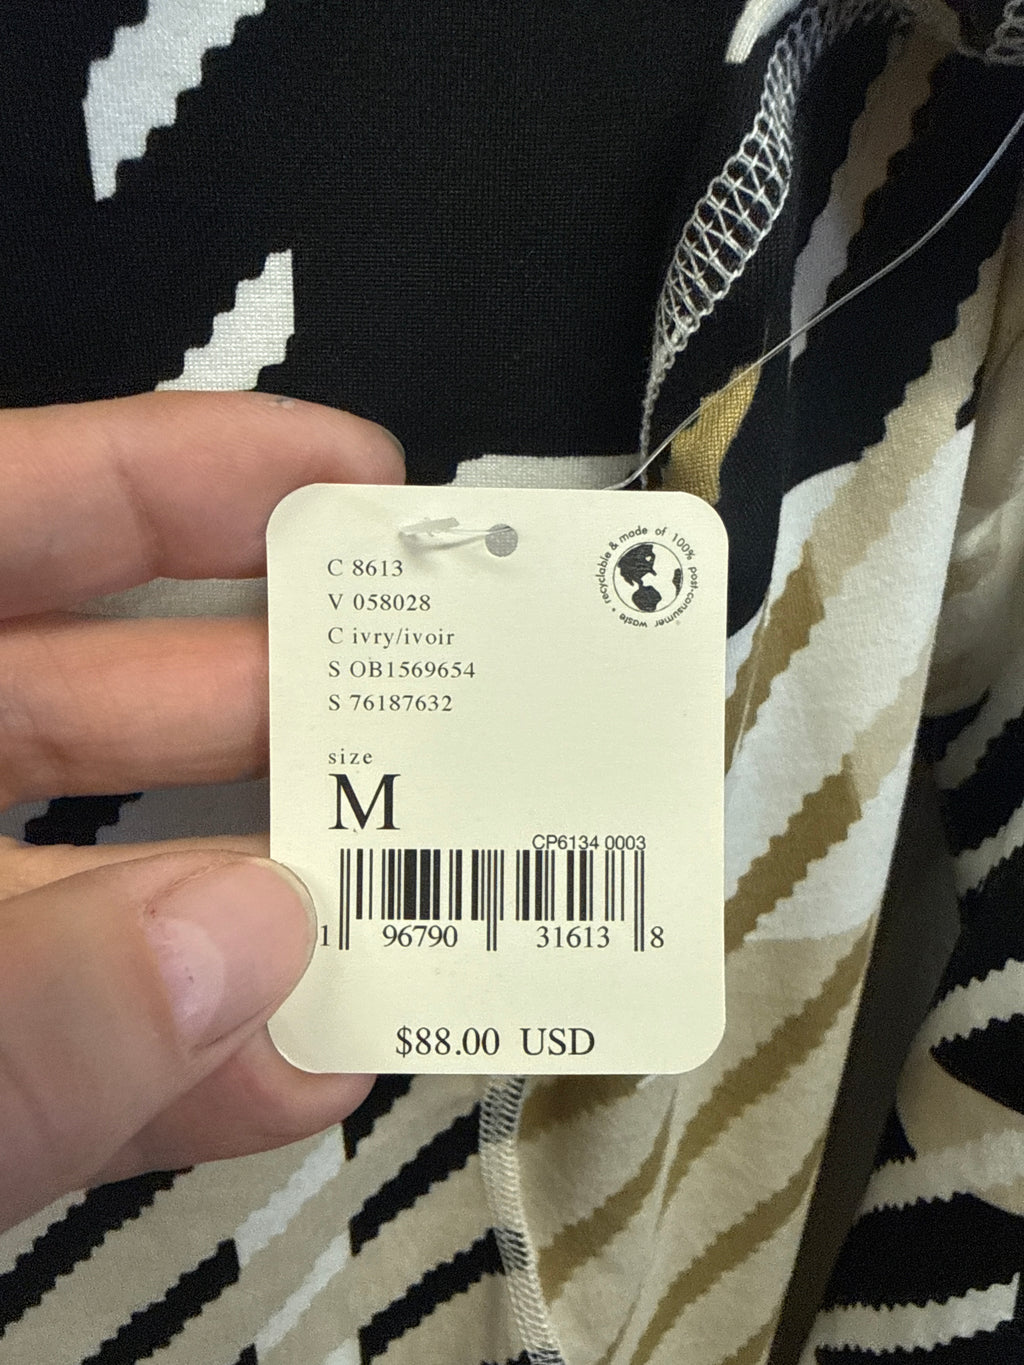 C 8613
V 058028
C ivry/ivoir
S OB1569654
S 76187632
recyclable & made of 100% post-consumer waste •
size
M
CP6134 0003
1 96790 31613 8
$88.00 USD